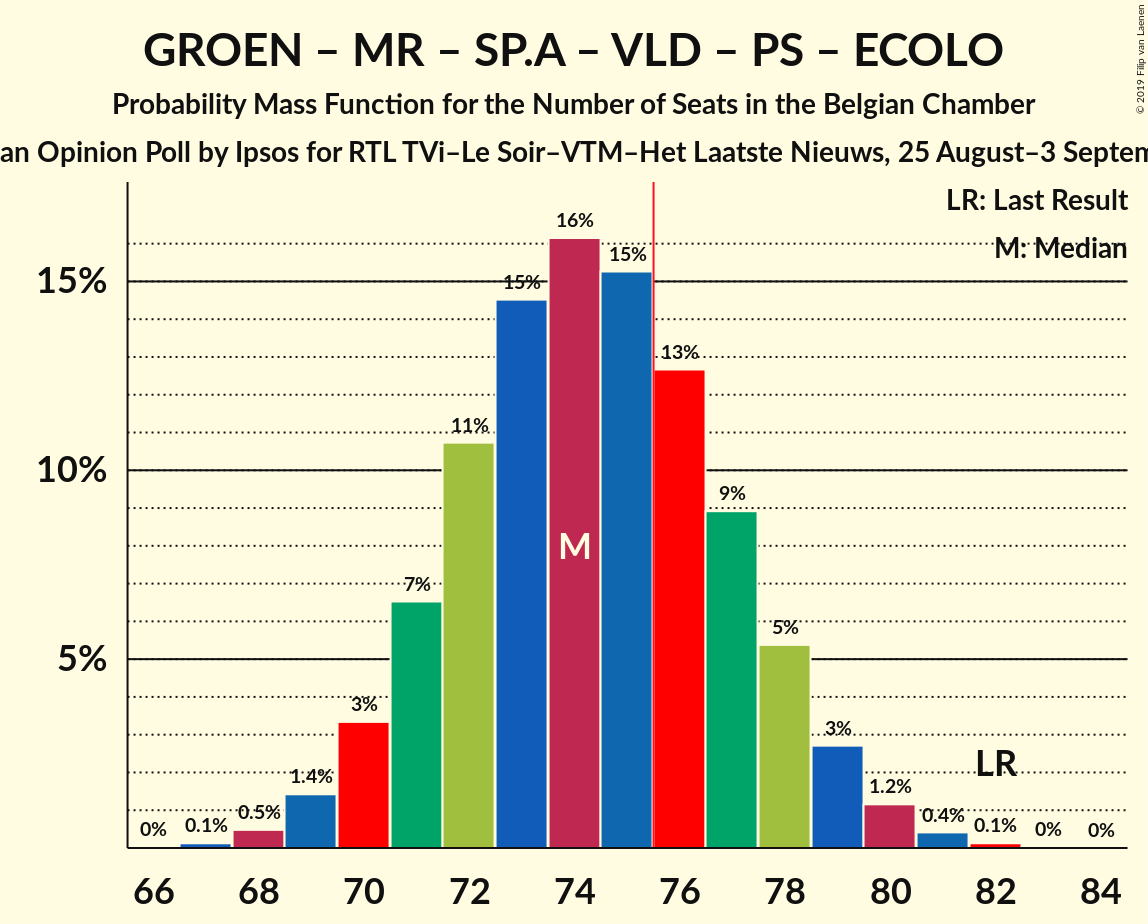 GROEN – MR – SP.A – VLD – PS – ECOLO
Probability Mass Function for the Number of Seats in the Belgian Chamber
an Opinion Poll by Ipsos for RTL TVi–Le Soir–VTM–Het Laatste Nieuws, 25 August–3 Septem
© 2019 Filip van Laenen
LR: Last Result
M: Median
15%
10%
5%
0%
0.1%
0.5%
1.4%
3%
7%
11%
15%
16%
15%
13%
9%
5%
3%
1.2%
0.4%
0.1%
0%
0%
M
LR
66 68 70 72 74 76 78 80 82 84